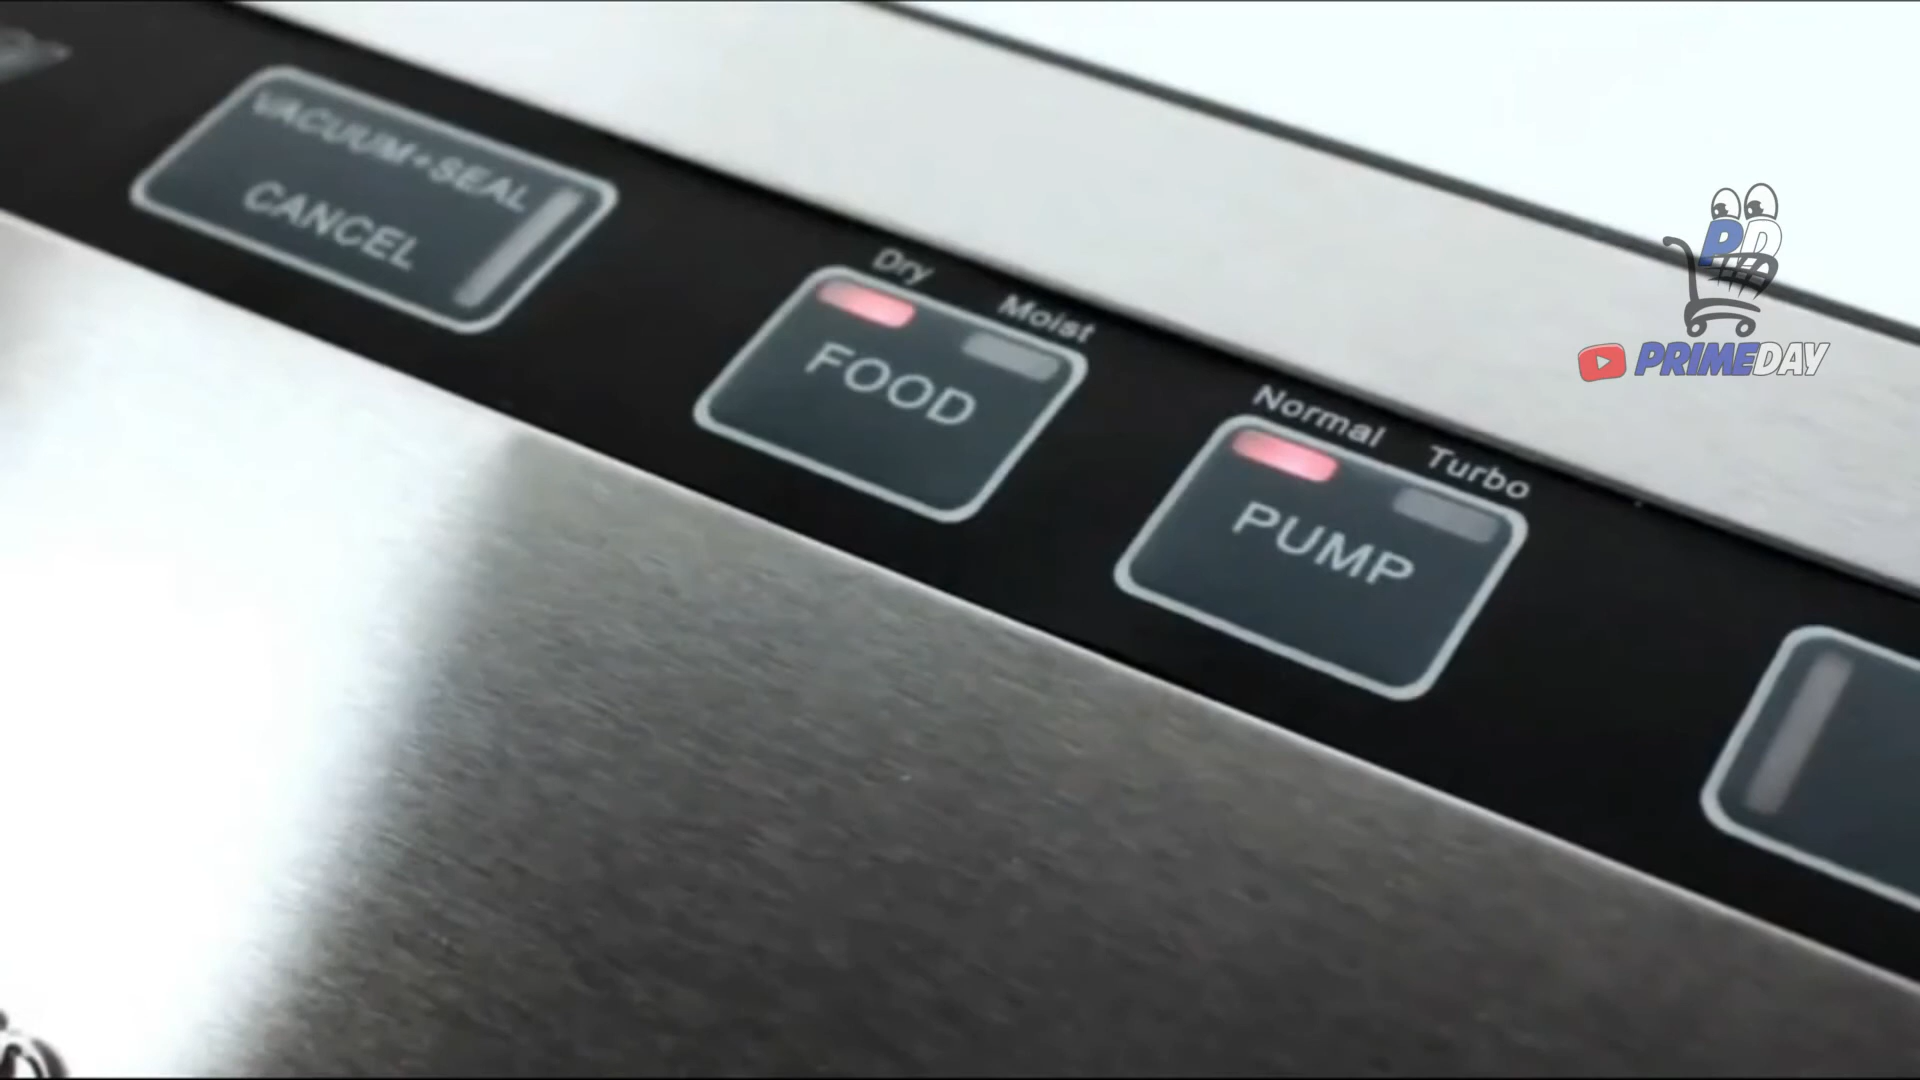 VACUUM+SEAL
CANCEL
Dry
Moist
FOOD
Normal
Turbo
PUMP
PD
PRIMEDAY